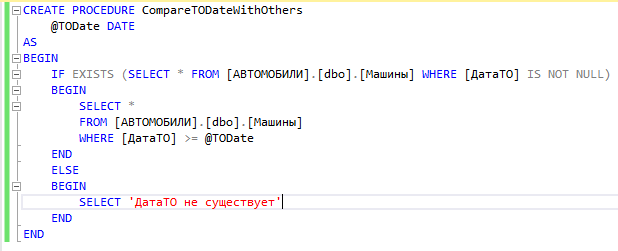 CREATE PROCEDURE CompareTODateWithOthers
@TODate DATE
AS
BEGIN
IF EXISTS (SELECT * FROM [АВТОМОБИЛИ].[dbo].[Машины] WHERE [ДатаТО] IS NOT NULL)
BEGIN
SELECT *
FROM [АВТОМОБИЛИ].[dbo].[Машины]
WHERE [ДатаТО] >= @TODate
END
ELSE
BEGIN
SELECT 'ДатаТО не существует'
END
END